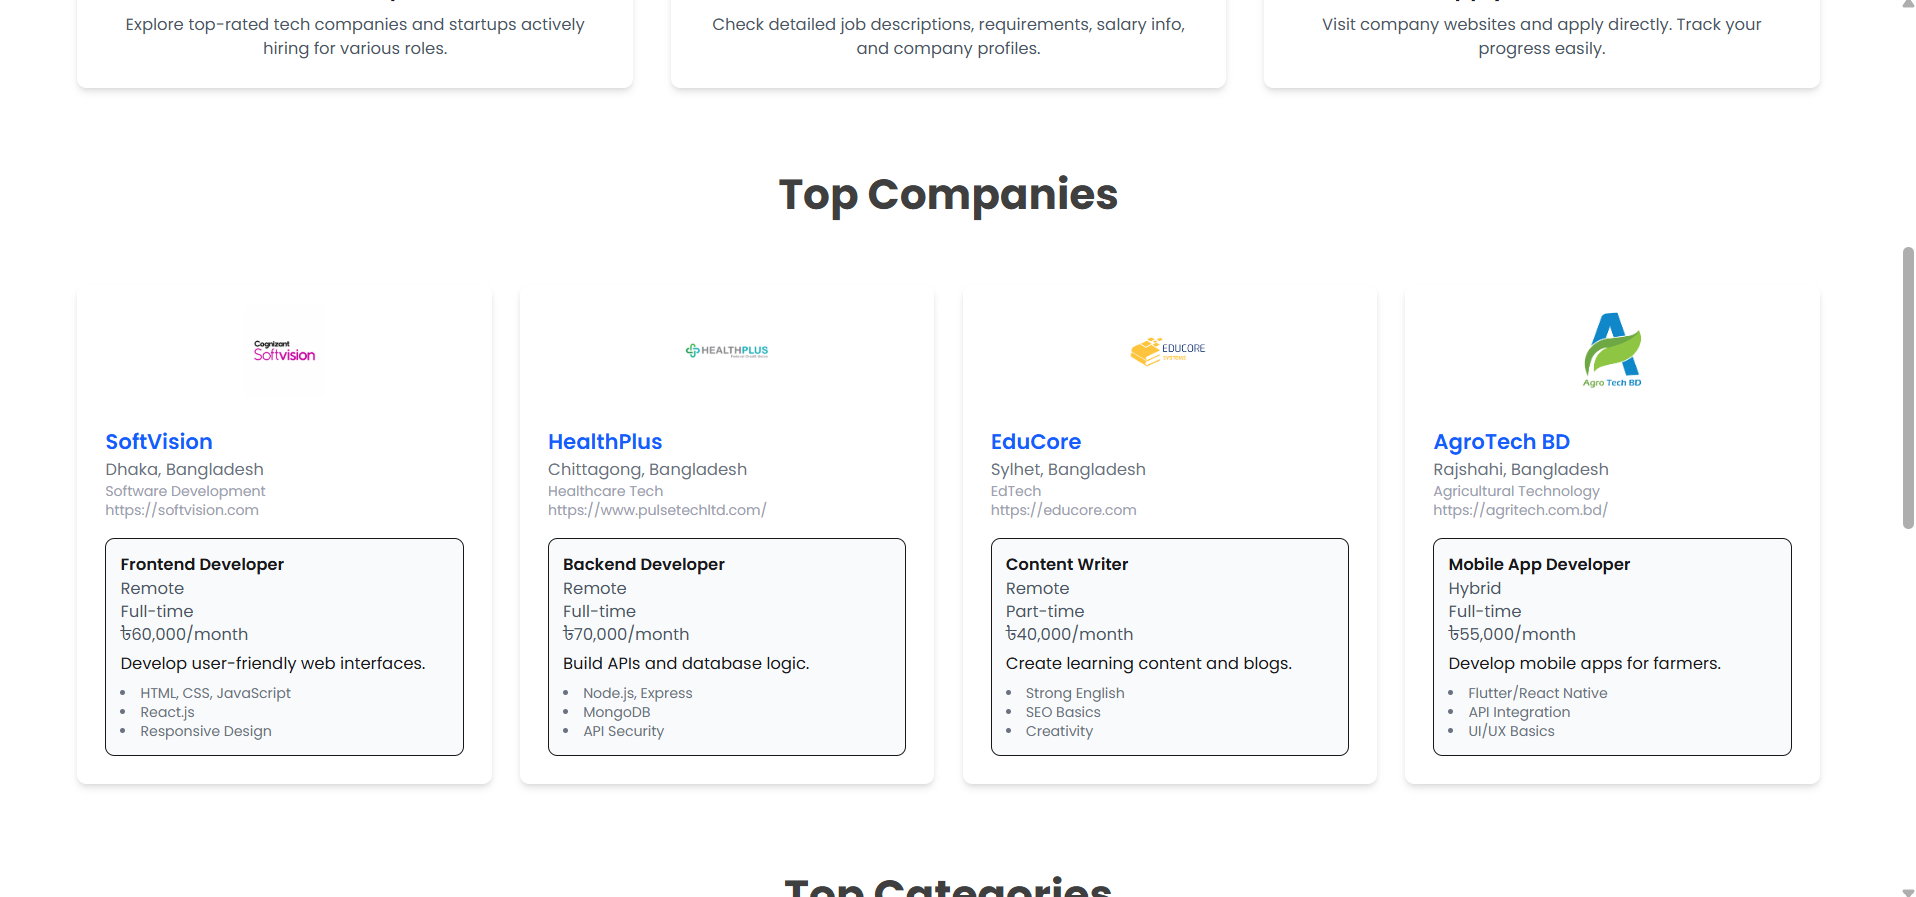 Explore top-rated tech companies and startups actively
hiring for various roles.
Check detailed job descriptions, requirements, salary info,
and company profiles.
Visit company websites and apply directly. Track your
progress easily.
Top Companies
Cognizant
Softvision
SoftVision
Dhaka, Bangladesh
Software Development
https://softvision.com
Frontend Developer
Remote
Full-time
৳60,000/month
Develop user-friendly web interfaces.
HTML, CSS, JavaScript
React.js
Responsive Design
HEALTHPLUS
HealthPlus
Chittagong, Bangladesh
Healthcare Tech
https://www.pulsetechltd.com/
Backend Developer
Remote
Full-time
৳70,000/month
Build APIs and database logic.
Node.js, Express
MongoDB
API Security
EDUCORE
SYSTEMS
EduCore
Sylhet, Bangladesh
EdTech
https://educore.com
Content Writer
Remote
Part-time
৳40,000/month
Create learning content and blogs.
Strong English
SEO Basics
Creativity
Agro Tech BD
AgroTech BD
Rajshahi, Bangladesh
Agricultural Technology
https://agritech.com.bd/
Mobile App Developer
Hybrid
Full-time
৳55,000/month
Develop mobile apps for farmers.
Flutter/React Native
API Integration
UI/UX Basics
Top Categories